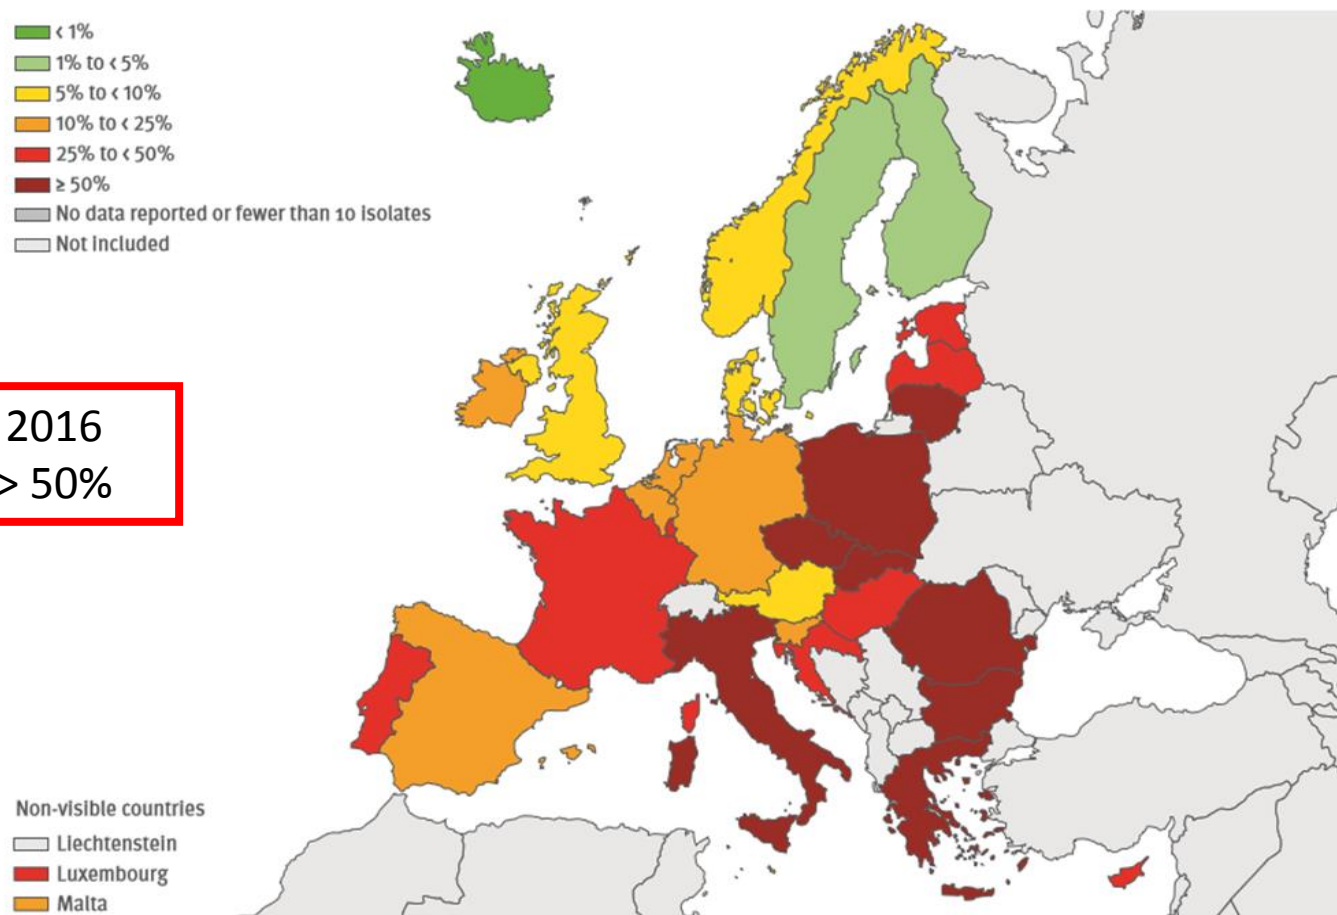 < 1%
1% to < 5%
5% to < 10%
10% to < 25%
25% to < 50%
≥ 50%
No data reported or fewer than 10 isolates
Not included
2016
> 50%
Non-visible countries
Liechtenstein
Luxembourg
Malta